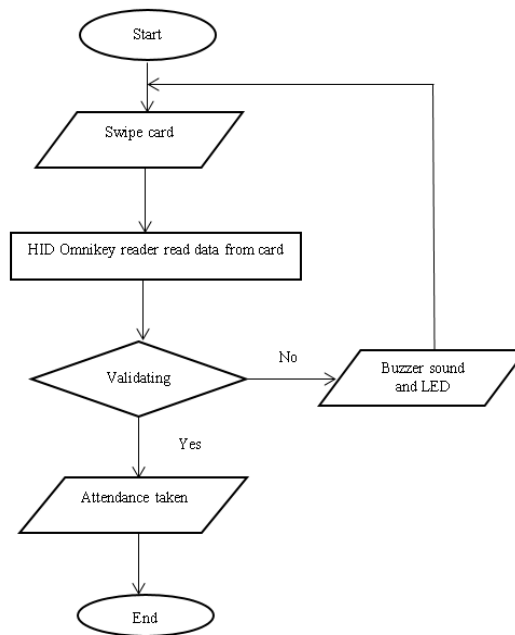 Start
Swipe card
HID Omnikey reader read data from card
Validating
No
Buzzer sound
and LED
Yes
Attendance taken
End